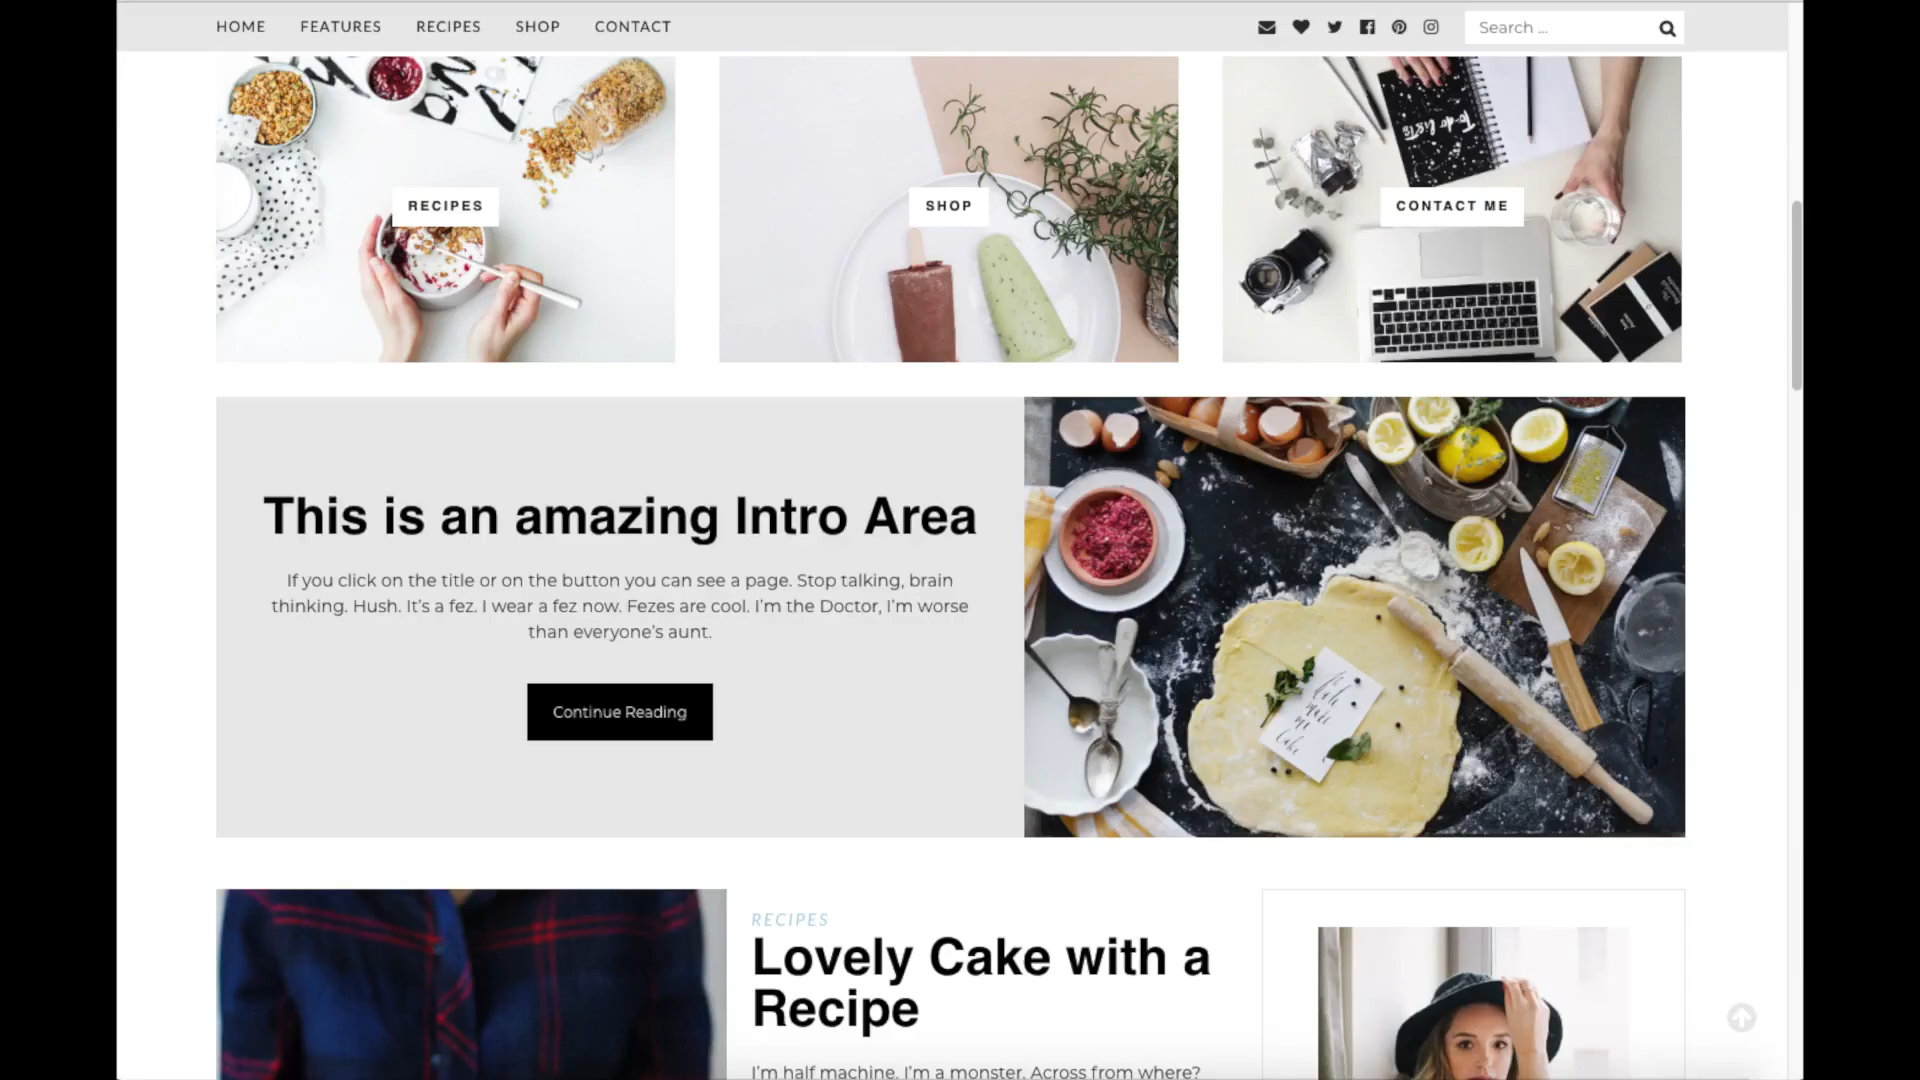 HOME FEATURES RECIPES SHOP CONTACT
Search ...
To-do lists
RECIPES
SHOP
CONTACT ME
This is an amazing Intro Area
If you click on the title or on the button you can see a page. Stop talking, brain
thinking. Hush. It’s a fez. I wear a fez now. Fezes are cool. I’m the Doctor, I’m worse
than everyone’s aunt.
Continue Reading
RECIPES
Lovely Cake with a
Recipe
I’m half machine. I’m a monster. Across from where?